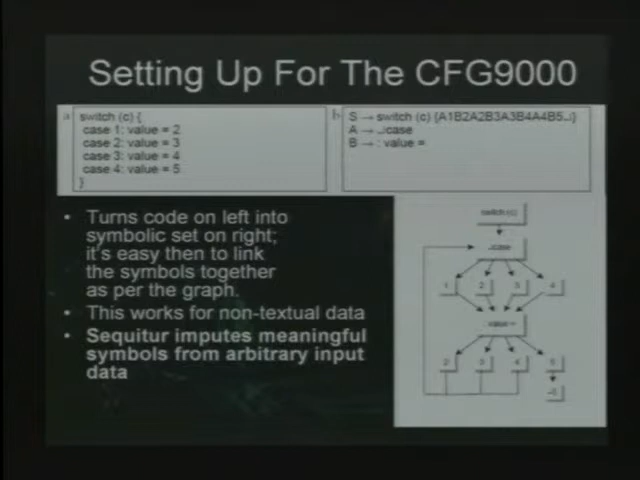 Setting Up For The CFG9000
a
switch (c) {
case 1: value = 2
case 2: value = 3
case 3: value = 4
case 4: value = 5
}
b
S → switch (c) {A1B2A2B3A3B4A4B5⎵}
A → ⎵case
B → : value =
• Turns code on left into
symbolic set on right;
it's easy then to link
the symbols together
as per the graph.
• This works for non-textual data
• Sequitur imputes meaningful
symbols from arbitrary input
data
switch (c)
case
1 2 3 4
value =
2 3 4 5